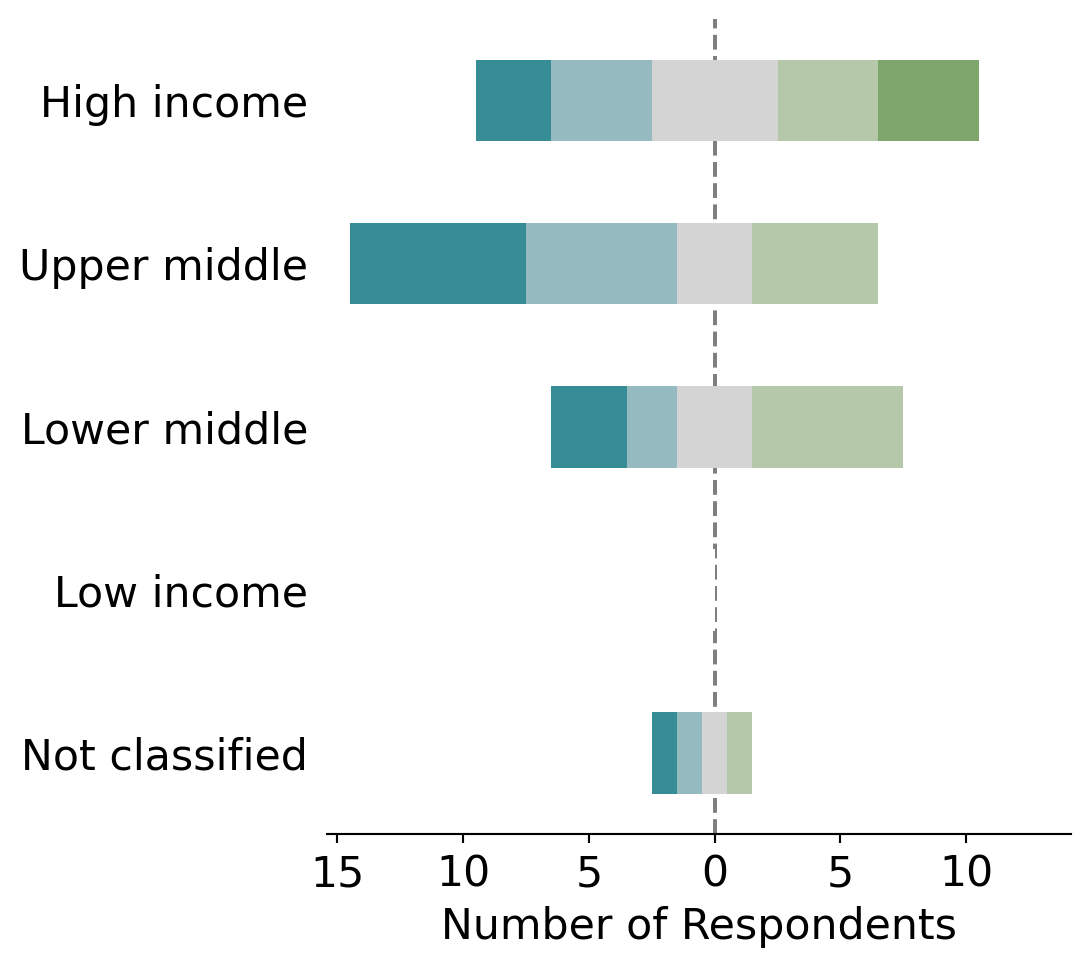 High income
Upper middle
Lower middle
Low income
Not classified
15 10 5 0 5 10
Number of Respondents